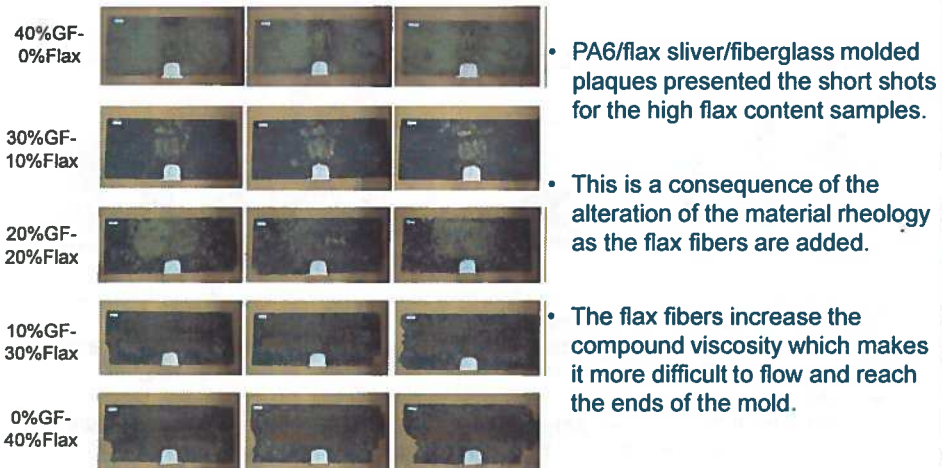 40%GF-
0%Flax
30%GF-
10%Flax
20%GF-
20%Flax
10%GF-
30%Flax
0%GF-
40%Flax
• PA6/flax sliver/fiberglass molded
plaques presented the short shots
for the high flax content samples.
• This is a consequence of the
alteration of the material rheology
as the flax fibers are added.
• The flax fibers increase the
compound viscosity which makes
it more difficult to flow and reach
the ends of the mold.